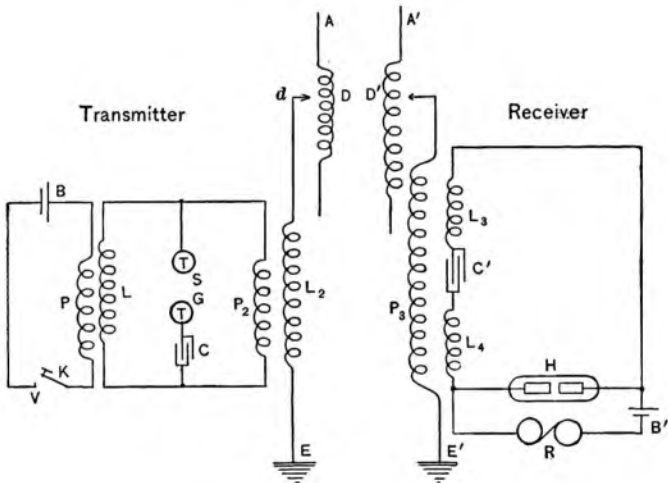 A
A'
d
D
D'
Transmitter
Receiver
B
P
L
T
S
G
T
C
P2
L2
P3
L3
C'
L4
K
V
H
B'
R
E
E'